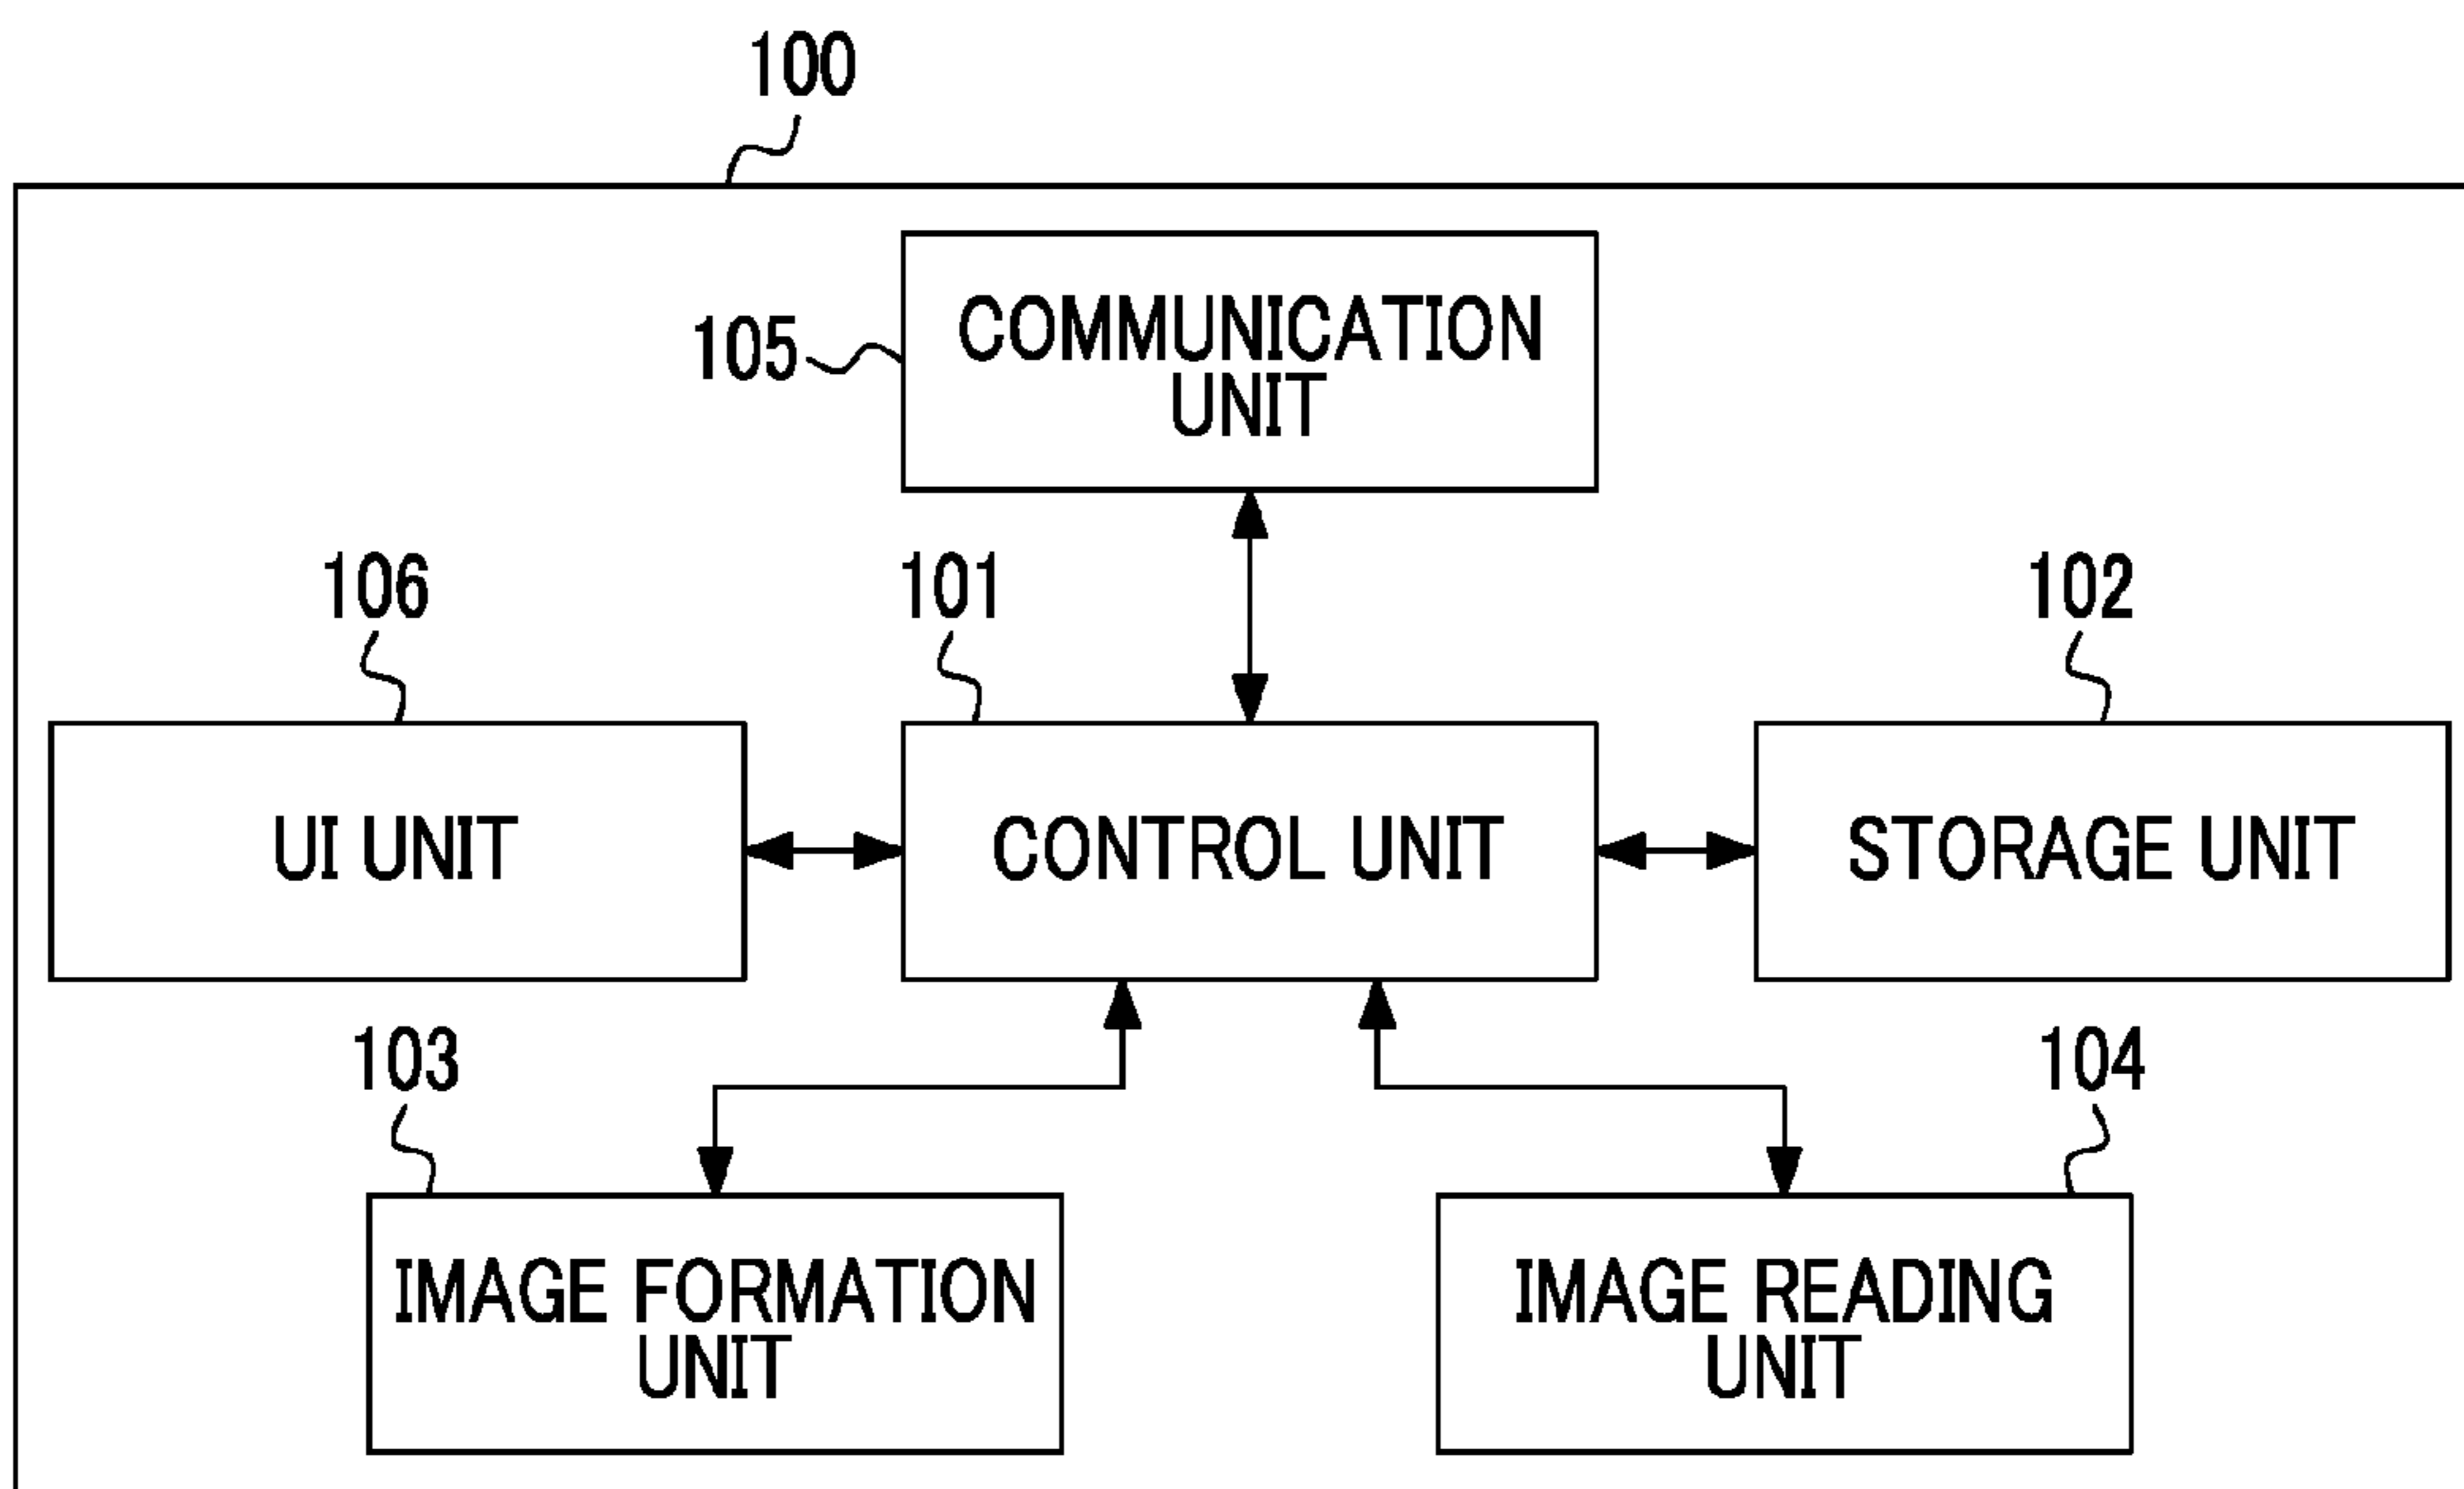 100
105
COMMUNICATION
UNIT
106
101
102
UI UNIT
CONTROL UNIT
STORAGE UNIT
103
104
IMAGE FORMATION
UNIT
IMAGE READING
UNIT